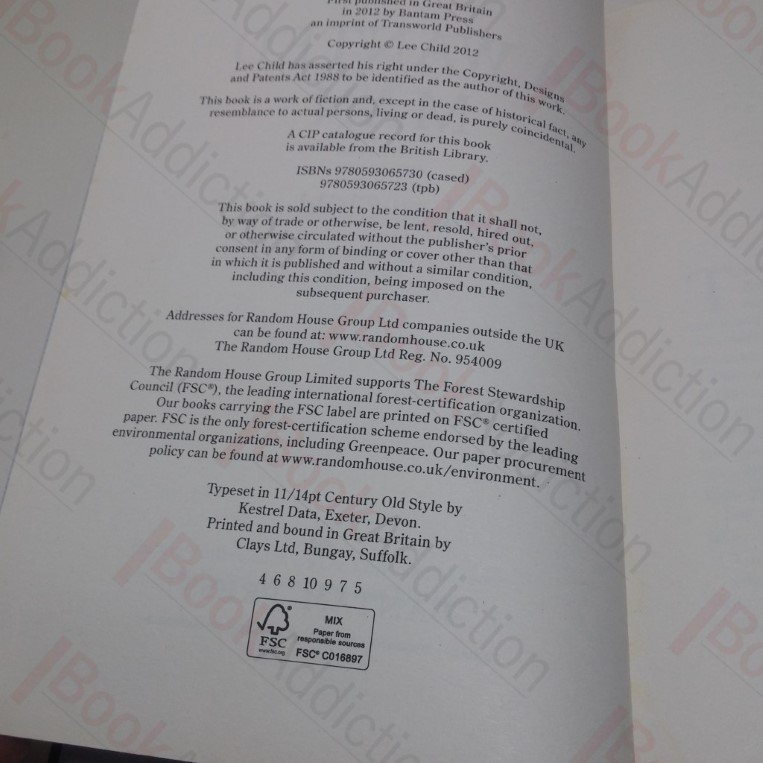 First published in Great Britain
in 2012 by Bantam Press
an imprint of Transworld Publishers
Copyright © Lee Child 2012
Lee Child has asserted his right under the Copyright, Designs
and Patents Act 1988 to be identified as the author of this work.
This book is a work of fiction and, except in the case of historical fact, any
resemblance to actual persons, living or dead, is purely coincidental.
A CIP catalogue record for this book
is available from the British Library.
ISBNs 9780593065730 (cased)
9780593065723 (tpb)
This book is sold subject to the condition that it shall not,
by way of trade or otherwise, be lent, resold, hired out,
or otherwise circulated without the publisher's prior
consent in any form of binding or cover other than that
in which it is published and without a similar condition,
including this condition, being imposed on the
subsequent purchaser.
Addresses for Random House Group Ltd companies outside the UK
can be found at: www.randomhouse.co.uk
The Random House Group Ltd Reg. No. 954009
The Random House Group Limited supports The Forest Stewardship
Council (FSC®), the leading international forest-certification organization.
Our books carrying the FSC label are printed on FSC® certified
paper. FSC is the only forest-certification scheme endorsed by the leading
environmental organizations, including Greenpeace. Our paper procurement
policy can be found at www.randomhouse.co.uk/environment.
Typeset in 11/14pt Century Old Style by
Kestrel Data, Exeter, Devon.
Printed and bound in Great Britain by
Clays Ltd, Bungay, Suffolk.
4 6 8 10 9 7 5
FSC
www.fsc.org
MIX
Paper from
responsible sources
FSC® C016897
BookAddiction